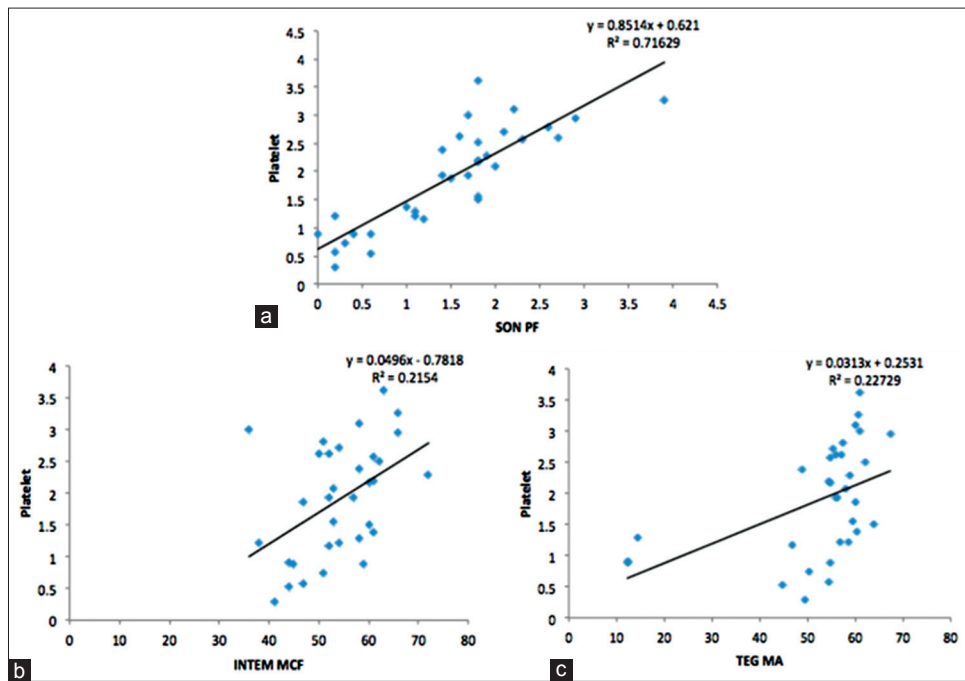 y = 0.8514x + 0.621
R² = 0.71629
4.5
4
3.5
3
2.5
2
1.5
1
0.5
0
Platelet
0 0.5 1 1.5 2 2.5 3 3.5 4 4.5
SON PF
a
y = 0.0496x - 0.7818
R² = 0.2154
4
3.5
3
2.5
2
1.5
1
0.5
0
Platelet
0 10 20 30 40 50 60 70 80
INTEM MCF
b
y = 0.0313x + 0.2531
R² = 0.22729
4
3.5
3
2.5
2
1.5
1
0.5
0
Platelet
0 10 20 30 40 50 60 70 80
TEG MA
c